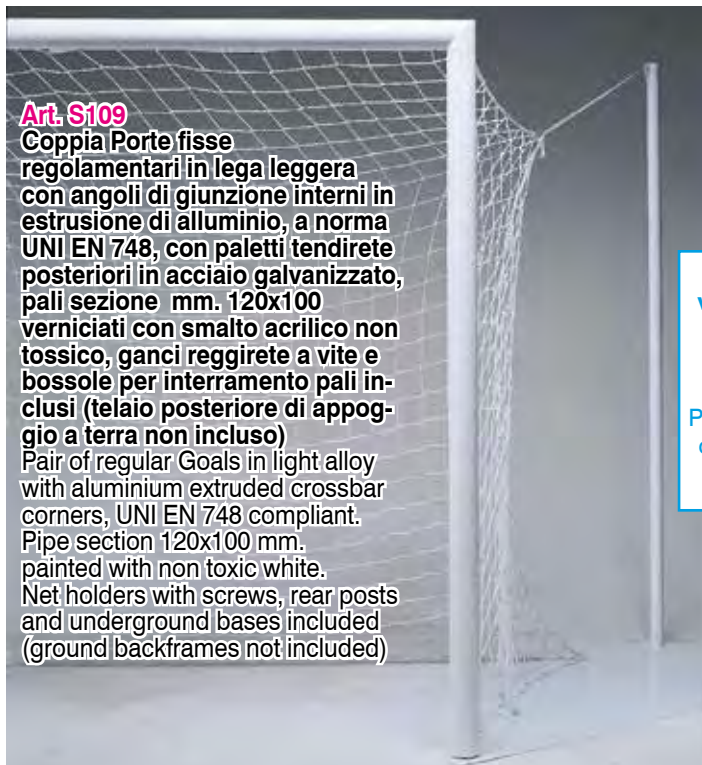 Art. S109
Coppia Porte fisse
regolamentari in lega leggera
con angoli di giunzione interni in
estrusione di alluminio, a norma
UNI EN 748, con paletti tendirete
posteriori in acciaio galvanizzato,
pali sezione mm. 120x100
verniciati con smalto acrilico non
tossico, ganci reggirete a vite e
bossole per interramento pali in-
clusi (telaio posteriore di appog-
gio a terra non incluso)
Pair of regular Goals in light alloy
with aluminium extruded crossbar
corners, UNI EN 748 compliant.
Pipe section 120x100 mm.
painted with non toxic white.
Net holders with screws, rear posts
and underground bases included
(ground backframes not included)